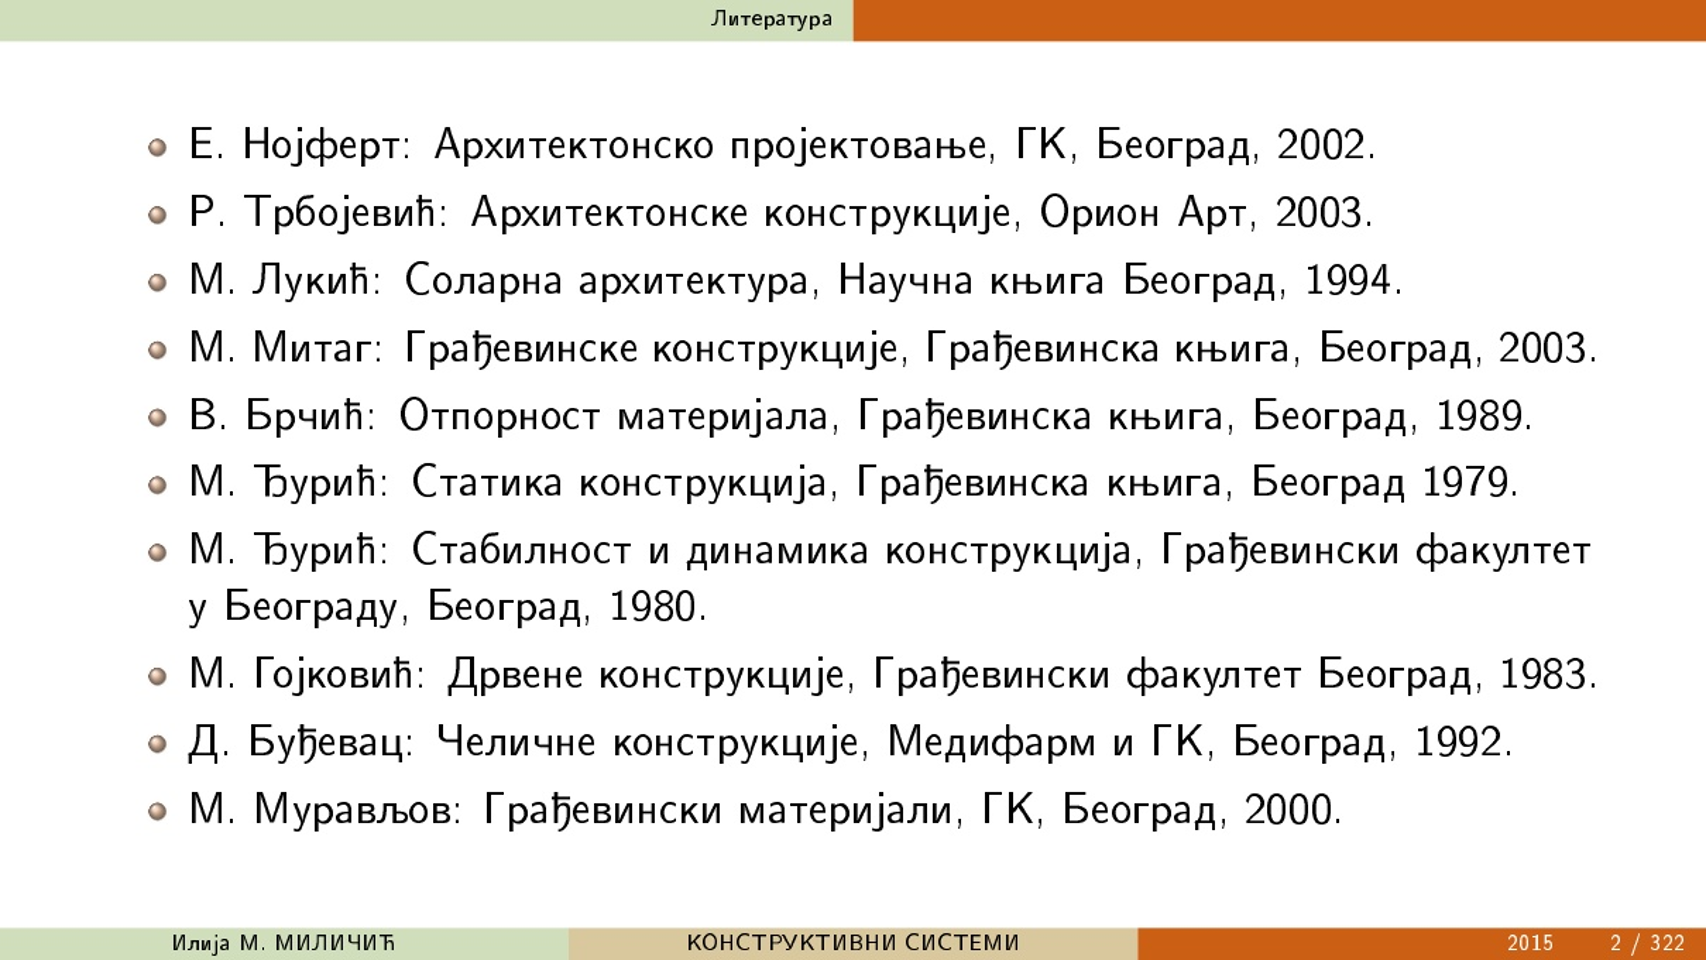 Литература
Е. Нојферт: Архитектонско пројектовање, ГК, Београд, 2002.
Р. Трбојевић: Архитектонске конструкције, Орион Арт, 2003.
М. Лукић: Соларна архитектура, Научна књига Београд, 1994.
М. Митаг: Грађевинске конструкције, Грађевинска књига, Београд, 2003.
В. Брчић: Отпорност материјала, Грађевинска књига, Београд, 1989.
М. Ђурић: Статика конструкција, Грађевинска књига, Београд 1979.
М. Ђурић: Стабилност и динамика конструкција, Грађевински факултет
у Београду, Београд, 1980.
М. Гојковић: Дрвене конструкције, Грађевински факултет Београд, 1983.
Д. Буђевац: Челичне конструкције, Медифарм и ГК, Београд, 1992.
М. Мурављов: Грађевински материјали, ГК, Београд, 2000.
Илија М. МИЛИЧИЋ КОНСТРУКТИВНИ СИСТЕМИ 2015 2 / 322